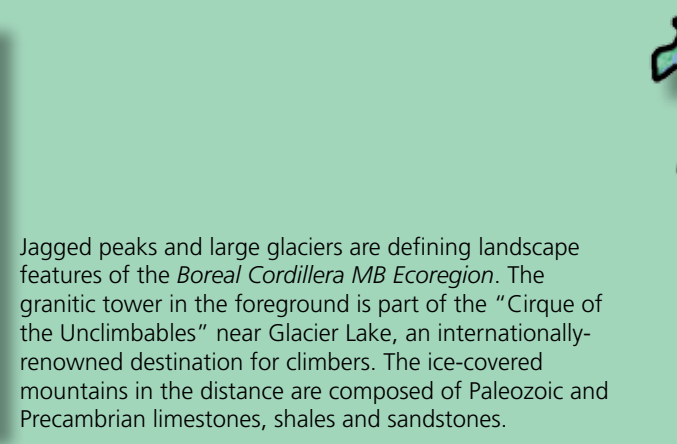 Jagged peaks and large glaciers are defining landscape
features of the Boreal Cordillera MB Ecoregion. The
granitic tower in the foreground is part of the “Cirque of
the Unclimbables” near Glacier Lake, an internationally-
renowned destination for climbers. The ice-covered
mountains in the distance are composed of Paleozoic and
Precambrian limestones, shales and sandstones.